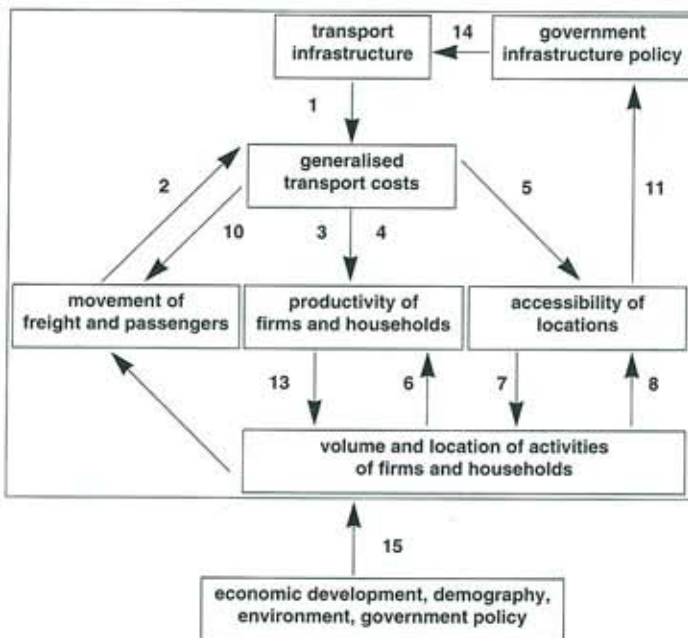 transport
infrastructure
14
government
infrastructure policy
1
generalised
transport costs
2
10
3
4
5
11
movement of
freight and passengers
productivity of
firms and households
accessibility of
locations
13
6
7
8
volume and location of activities
of firms and households
15
economic development, demography,
environment, government policy